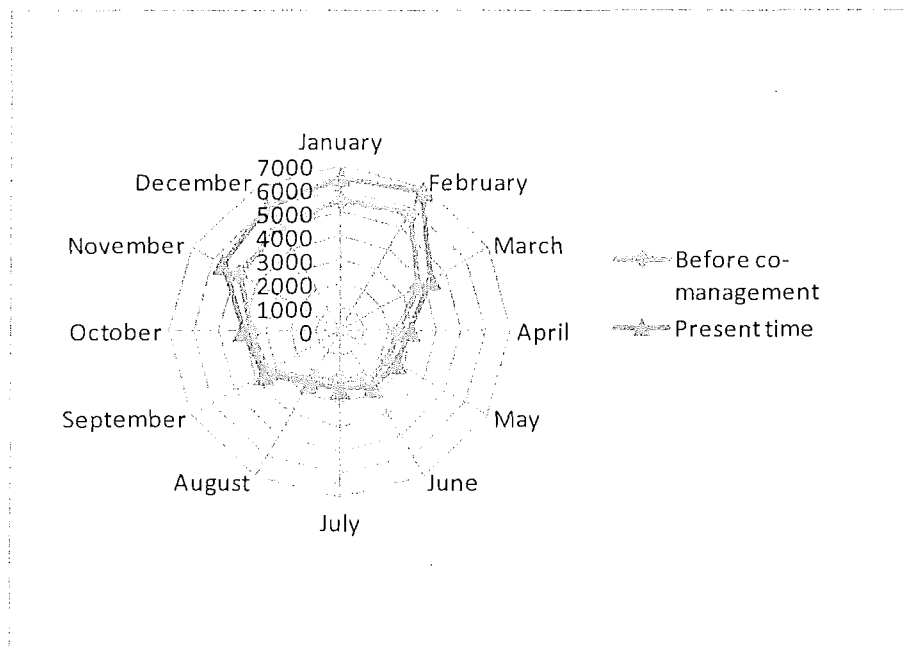 January
7000
December
6000
February
5000
November
4000
March
3000
2000
1000
October
0
April
September
May
August
June
July
Before co-
management
Present time